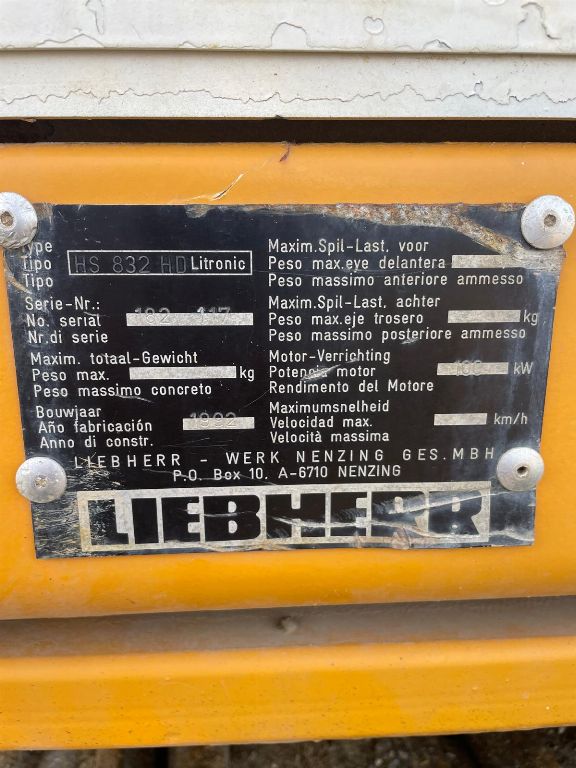 Type
Tipo HS 832 HD Litronic
Tipo
Serie-Nr.:
No. serial 182 117
Nr.di serie
Maxim. totaal-Gewicht
Peso max. kg
Peso massimo concreto
Bouwjaar
Año fabricación 1992
Anno di constr.
Maxim.Spil-Last. voor
Peso max.eye delantera
Peso massimo anteriore ammesso
Maxim.Spil-Last. achter
Peso max.eje trosero kg
Peso massimo posteriore ammesso
Motor-Verrichting
Potencia motor kW
Rendimento del Motore
Maximumsnelheid
Velocidad max. km/h
Velocità massima
LIEBHERR - WERK NENZING GES.MBH
P.O. Box 10, A-6710 NENZING
LIEBHERR